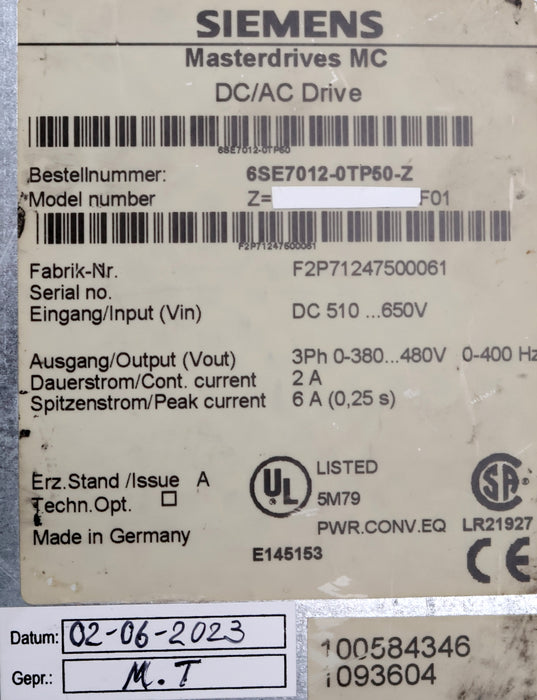 SIEMENS
Masterdrives MC
DC/AC Drive
6SE7012-0TP50
Bestellnummer: 6SE7012-0TP50-Z
Model number Z= F01
F2P71247500061
Fabrik-Nr. F2P71247500061
Serial no.
Eingang/Input (Vin) DC 510 ...650V
Ausgang/Output (Vout) 3Ph 0-380...480V 0-400 Hz
Dauerstrom/Cont. current 2 A
Spitzenstrom/Peak current 6 A (0,25 s)
Erz.Stand /Issue A
Techn.Opt.
Made in Germany
UL LISTED
5M79
PWR.CONV.EQ
E145153
SA
LR21927
CE
Datum: 02-06-2023
Gepr.: M.T
100584346
1093604